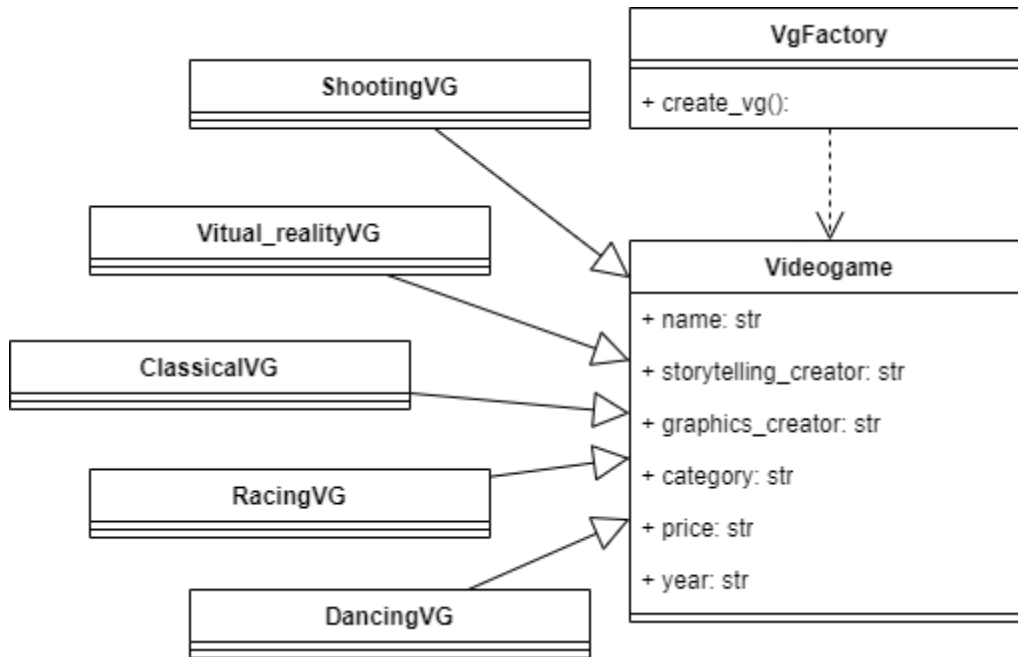 VgFactory
+ create_vg():
ShootingVG
Vitual_realityVG
ClassicalVG
RacingVG
DancingVG
Videogame
+ name: str
+ storytelling_creator: str
+ graphics_creator: str
+ category: str
+ price: str
+ year: str